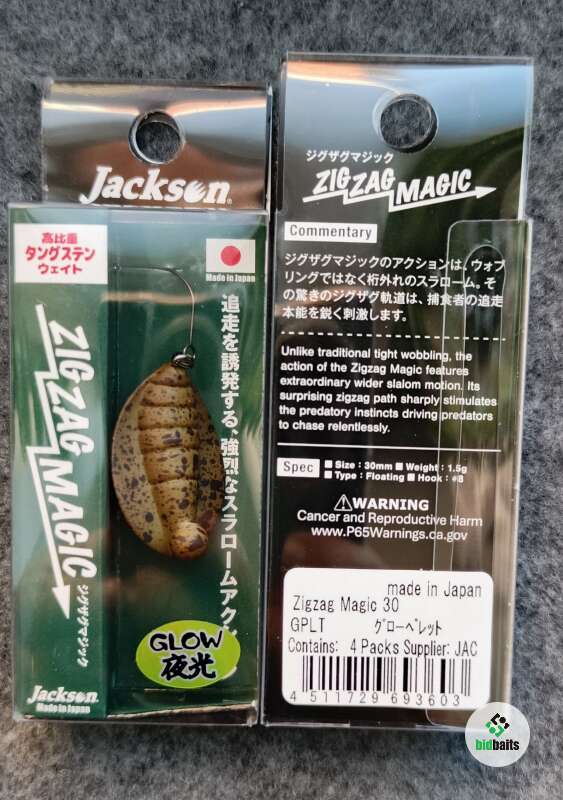 Jackson
高比重
タングステン
ウェイト
Made in Japan
追走を誘発する、強烈なスラロームアク
ZIGZAG MAGIC
ジグザグマジック
GLOW
夜光
Jackson
Made in Japan
ジグザグマジック
ZIGZAG MAGIC
Commentary
ジグザグマジックのアクションは、ウォブ
リングではなく桁外れのスラローム。そ
の驚きのジグザグ軌道は、捕食者の追走
本能を鋭く刺激します。
Unlike traditional tight wobbling, the
action of the Zigzag Magic features
extraordinary wider slalom motion. Its
surprising zigzag path sharply stimulates
the predatory instincts driving predators
to chase relentlessly.
Spec
■ Size : 30mm ■ Weight : 1.5g
■ Type : Floating ■ Hook : #8
⚠WARNING
Cancer and Reproductive Harm
www.P65Warnings.ca.gov
made in Japan
Zigzag Magic 30
GPLT グローペレット
Contains: 4 Packs Supplier: JAC
4 511729 693603
bidbaits